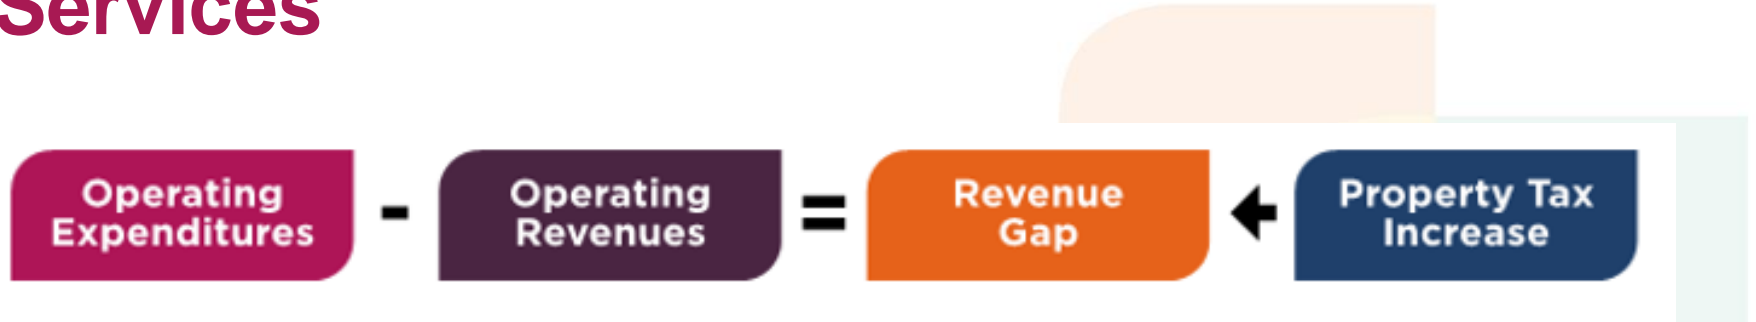 Services
Operating
Expenditures
-
Operating
Revenues
=
Revenue
Gap
Property Tax
Increase